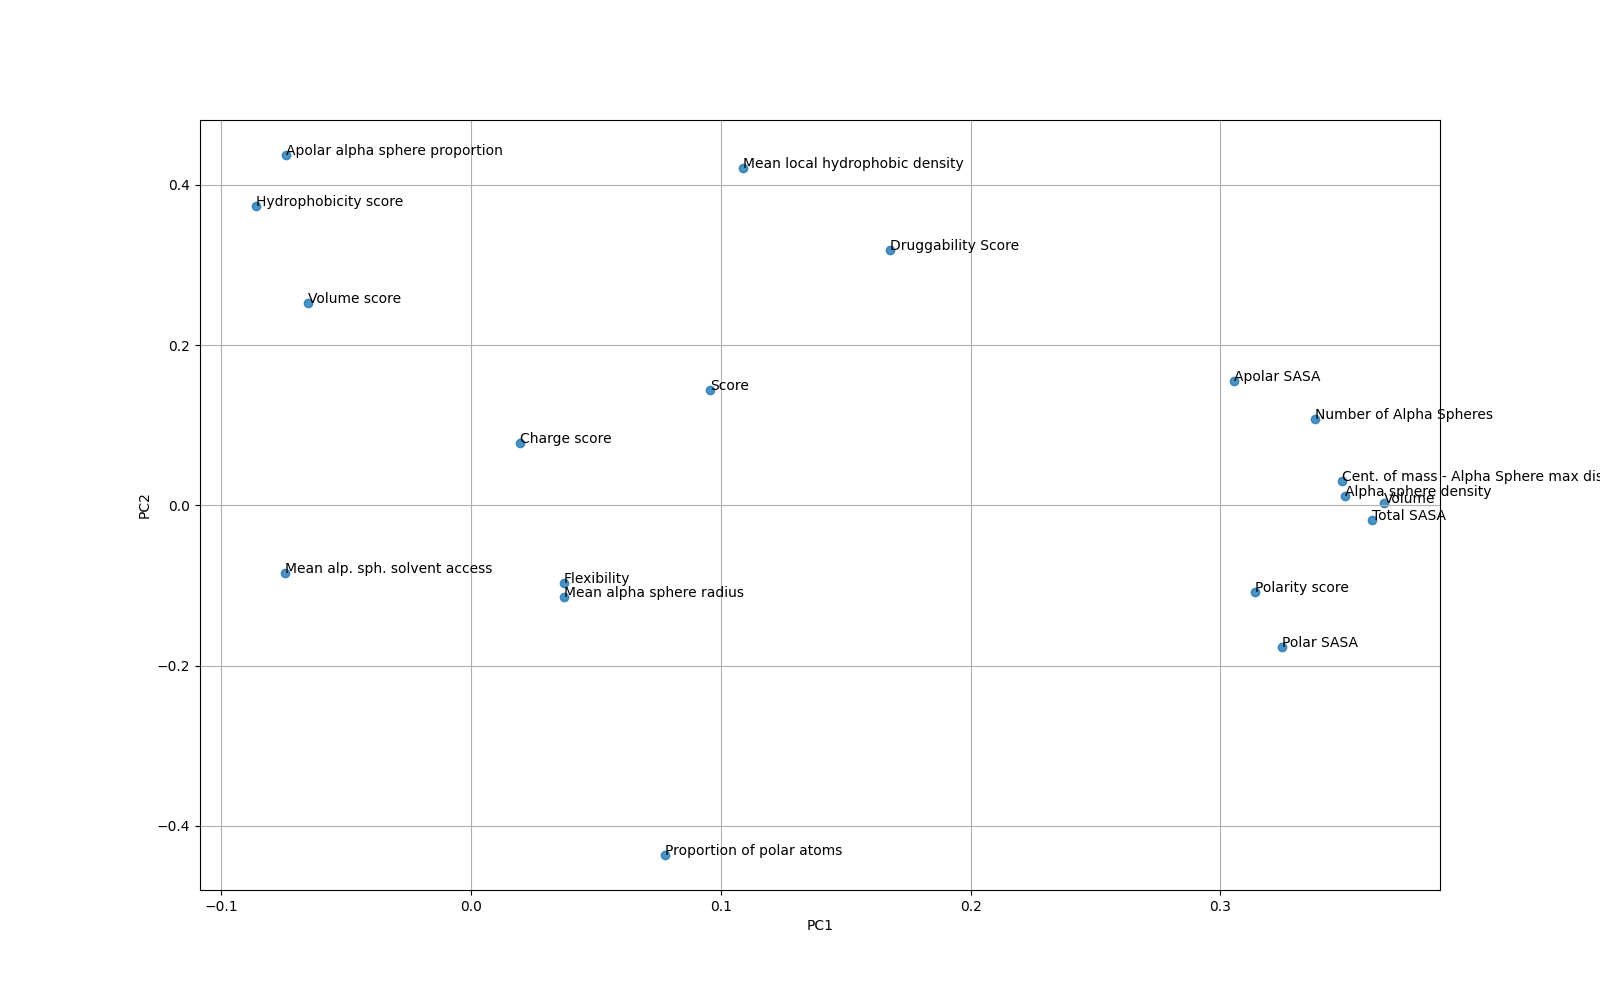 Apolar alpha sphere proportion
Mean local hydrophobic density
Hydrophobicity score
Druggability Score
Volume score
Apolar SASA
Score
Number of Alpha Spheres
Charge score
Cent. of mass - Alpha Sphere max dis
Alpha sphere density
Volume
Total SASA
Mean alp. sph. solvent access
Flexibility
Polarity score
Mean alpha sphere radius
Polar SASA
Proportion of polar atoms
0.4
0.2
0.0
−0.2
−0.4
PC2
−0.1 0.0 0.1 0.2 0.3
PC1